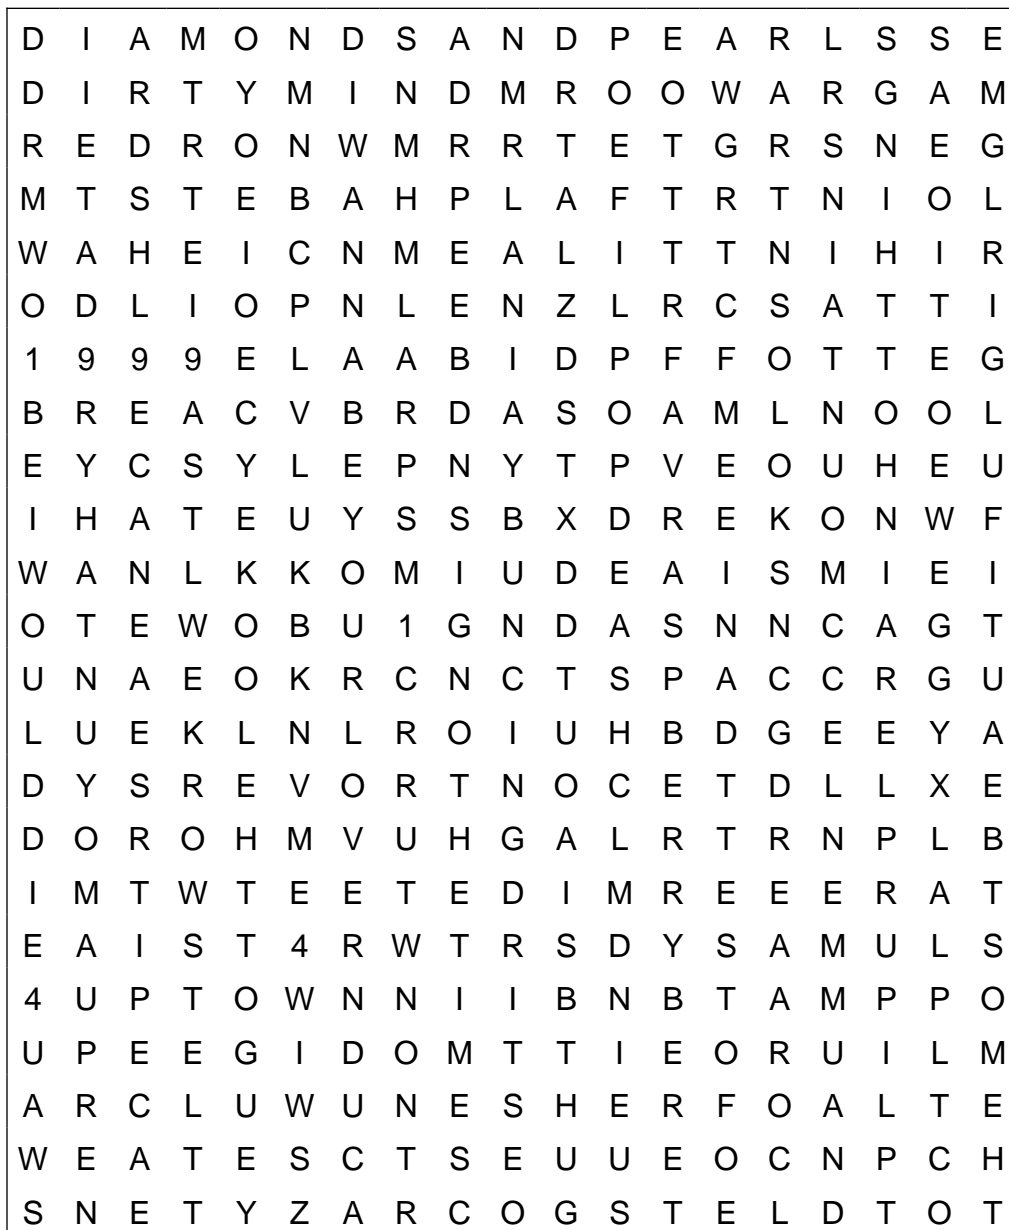 D I A M O N D S A N D P E A R L S S E
D I R T Y M I N D M R O O W A R G A M
R E D R O N W M R R T E T G R S N E G
M T S T E B A H P L A F T R T N I O L
W A H E I C N M E A L I T T N I H I R
O D L I O P N L E N Z L R C S A T T I
1 9 9 9 E L A A B I D P F F O T T E G
B R E A C V B R D A S O A M L N O O L
E Y C S Y L E P N Y T P V E O U H E U
I H A T E U Y S S B X D R E K O N W F
W A N L K K O M I U D E A I S M I E I
O T E W O B U 1 G N D A S N N C A G T
U N A E O K R C N C T S P A C C R G U
L U E K L N L R O I U H B D G E E Y A
D Y S R E V O R T N O C E T D L L X E
D O R O H M V U H G A L R T R N P L B
I M T W T E E T E D I M R E E E R A T
E A I S T 4 R W T R S D Y S A M U L S
4 U P T O W N N I I B N B T A M P P O
U P E E G I D O M T T I E O R U I L M
A R C L U W U N E S H E R F O A L T E
W E A T E S C T S E U U E O C N P C H
S N E T Y Z A R C O G S T E L D T O T